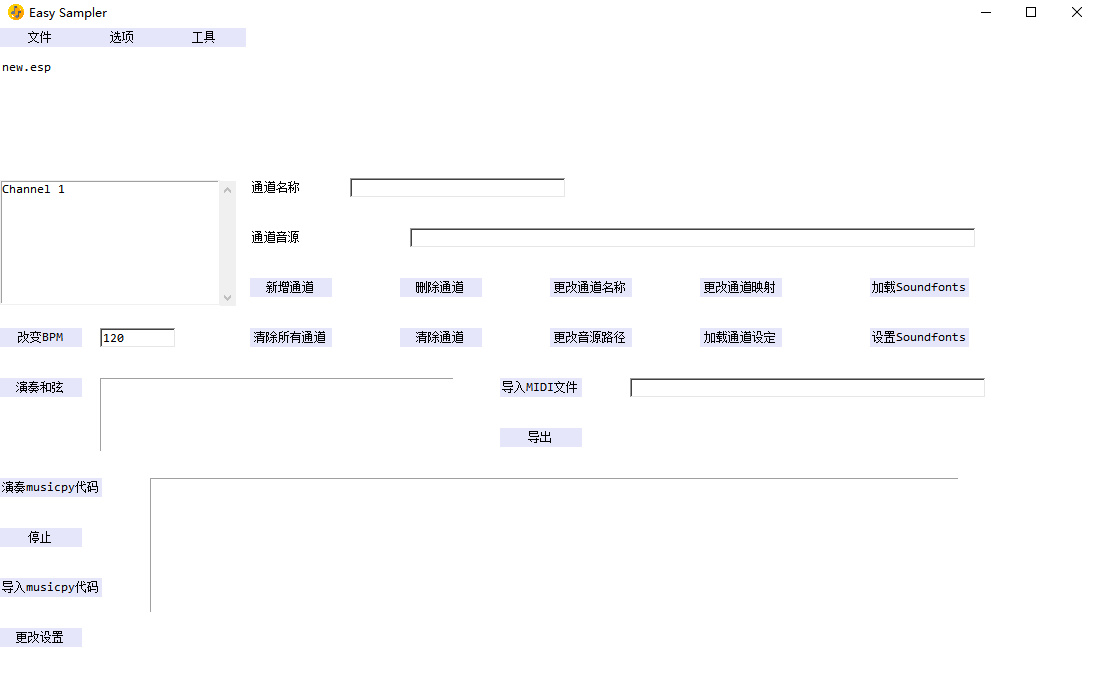 Easy Sampler
文件 选项 工具
new.esp
Channel 1
通道名称
通道音源
新增通道 删除通道 更改通道名称 更改通道映射 加载Soundfonts
改变BPM 120 清除所有通道 清除通道 更改音源路径 加载通道设定 设置Soundfonts
演奏和弦 导入MIDI文件
导出
演奏musicpy代码
停止
导入musicpy代码
更改设置